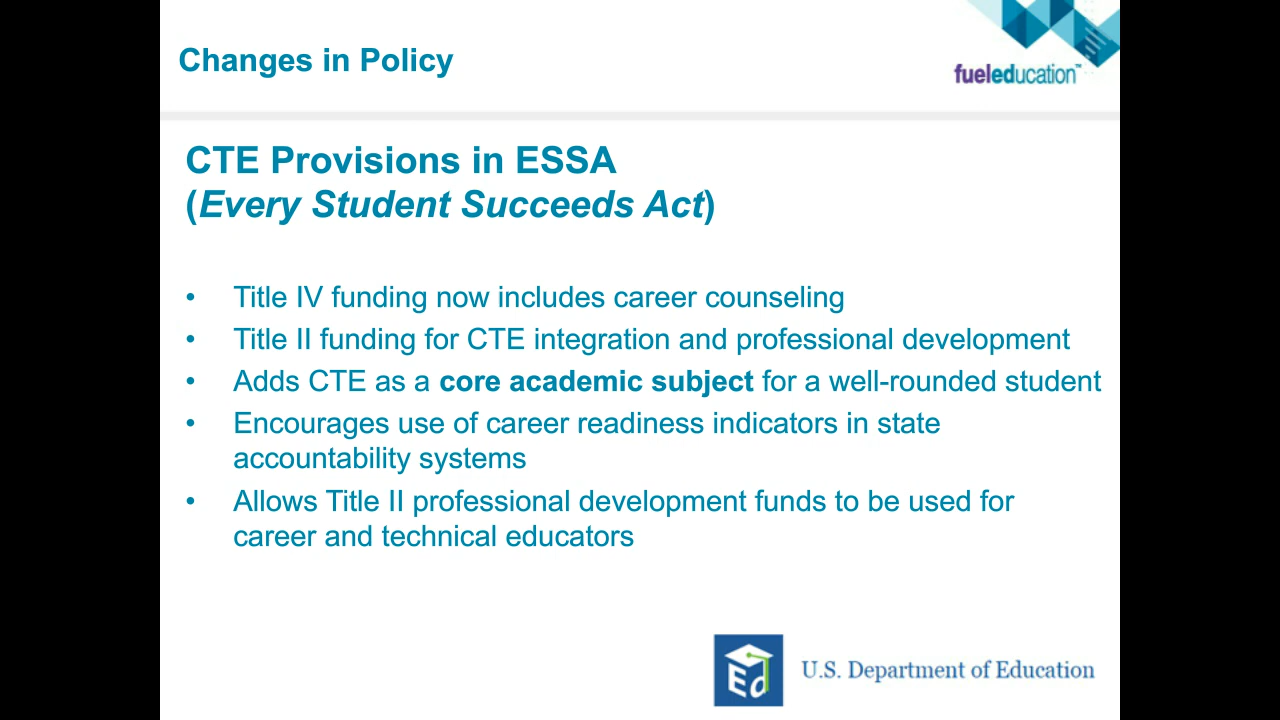 Changes in Policy
fueleducation™
CTE Provisions in ESSA
(Every Student Succeeds Act)
• Title IV funding now includes career counseling
• Title II funding for CTE integration and professional development
• Adds CTE as a core academic subject for a well-rounded student
• Encourages use of career readiness indicators in state
accountability systems
• Allows Title II professional development funds to be used for
career and technical educators
Ed
U.S. Department of Education